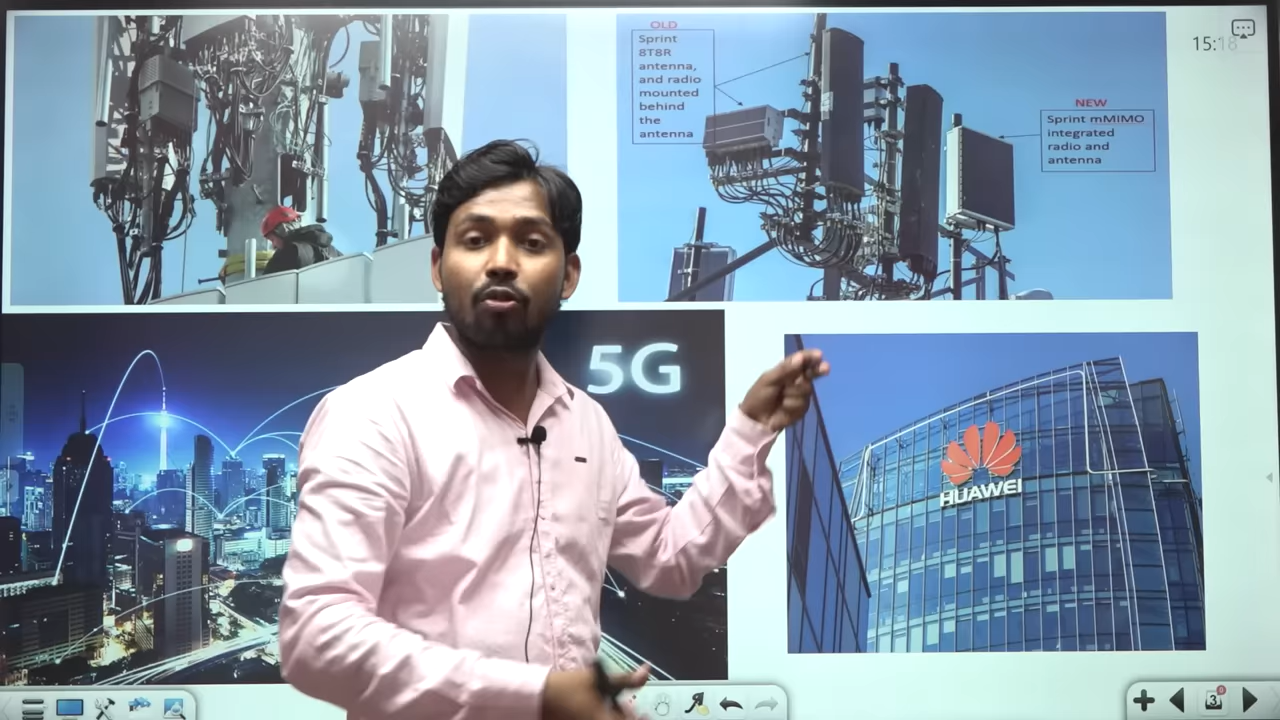 OLD
Sprint
8T8R
antenna,
and radio
mounted
behind
the
antenna
NEW
Sprint mMIMO
integrated
radio and
antenna
15:18
5G
HUAWEI
3